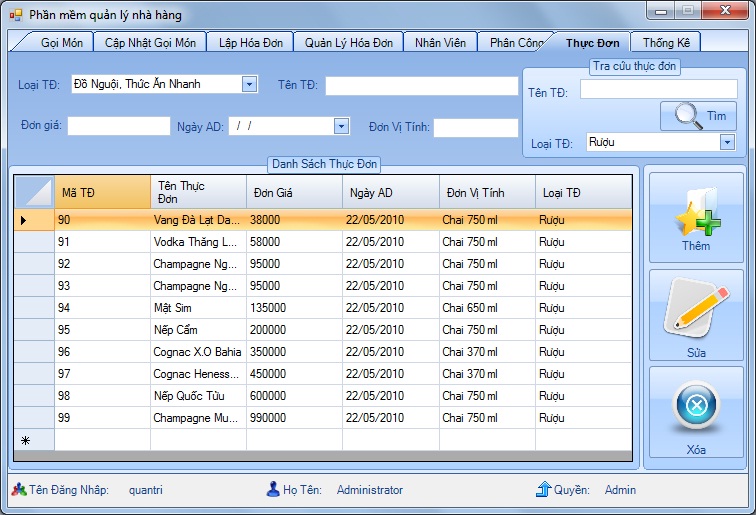 Phần mềm quản lý nhà hàng
Gọi Món Cập Nhật Gọi Món Lập Hóa Đơn Quản Lý Hóa Đơn Nhân Viên Phân Công Thực Đơn Thống Kê
Loại TĐ: Đồ Nguội, Thức Ăn Nhanh Tên TĐ:
Đơn giá: Ngày AD: / / Đơn Vị Tính:
Tra cứu thực đơn
Tên TĐ:
Tìm
Loại TĐ: Rượu
Danh Sách Thực Đơn
Mã TĐ Tên Thực Đơn Đơn Giá Ngày AD Đơn Vị Tính Loại TĐ
90 Vang Đà Lạt Da... 38000 22/05/2010 Chai 750 ml Rượu
91 Vodka Thăng L... 58000 22/05/2010 Chai 750 ml Rượu
92 Champagne Ng... 95000 22/05/2010 Chai 750 ml Rượu
93 Champagne Ng... 95000 22/05/2010 Chai 750 ml Rượu
94 Mật Sim 135000 22/05/2010 Chai 650 ml Rượu
95 Nếp Cẩm 200000 22/05/2010 Chai 750 ml Rượu
96 Cognac X.O Bahia 350000 22/05/2010 Chai 370 ml Rượu
97 Cognac Heness... 450000 22/05/2010 Chai 370 ml Rượu
98 Nếp Quốc Tửu 600000 22/05/2010 Chai 750 ml Rượu
99 Champagne Mu... 990000 22/05/2010 Chai 750 ml Rượu
Thêm
Sửa
Xóa
Tên Đăng Nhâp: quantri Họ Tên: Administrator Quyền: Admin